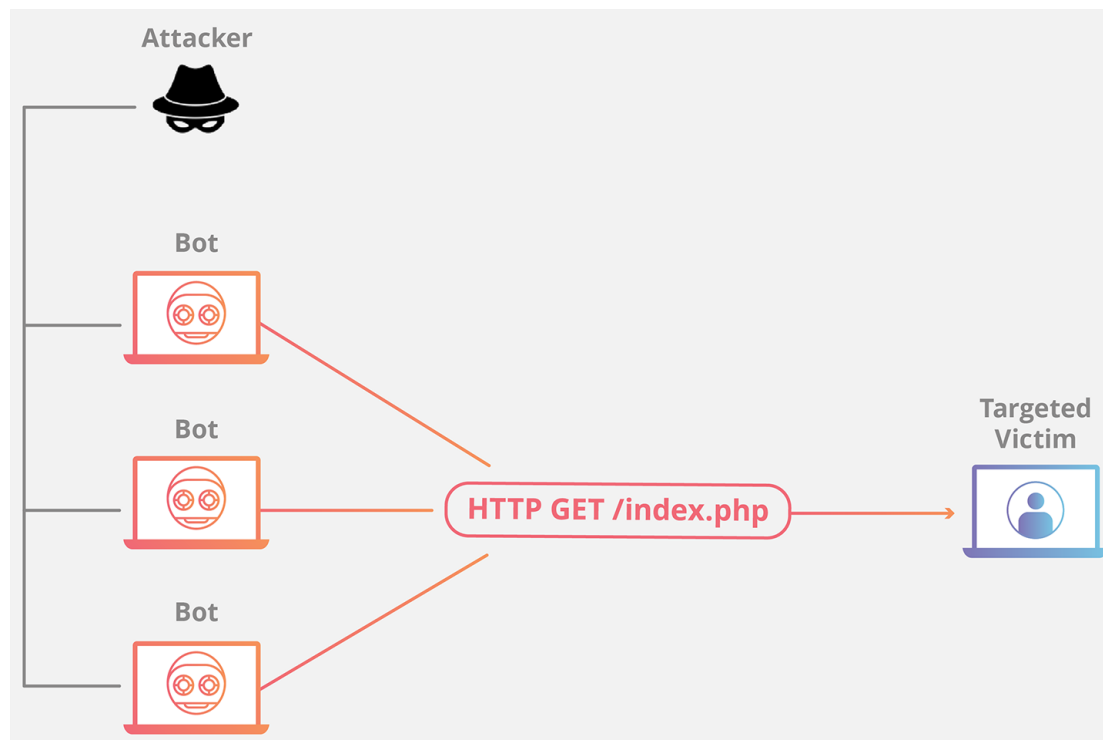 Attacker
Bot
Bot
HTTP GET /index.php
Targeted
Victim
Bot